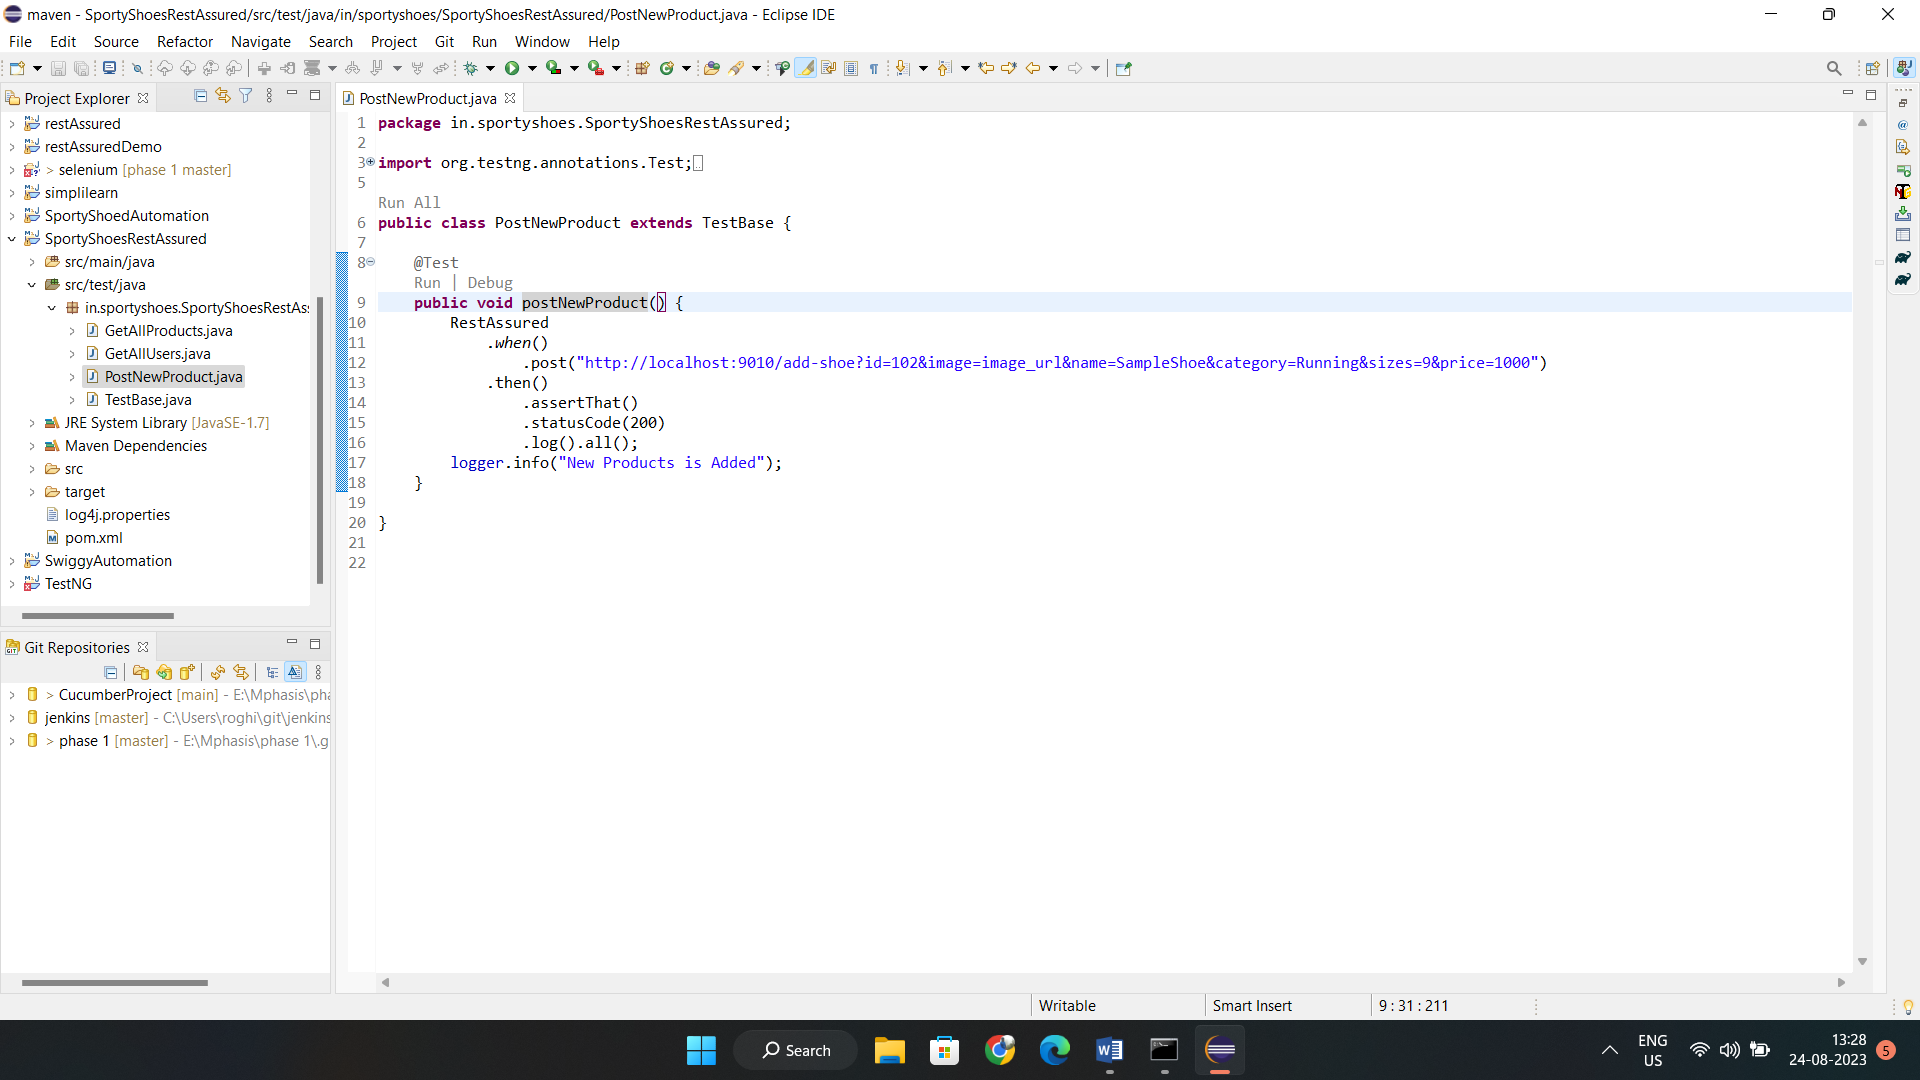 maven - SportyShoesRestAssured/src/test/java/in/sportyshoes/SportyShoesRestAssured/PostNewProduct.java - Eclipse IDE
File Edit Source Refactor Navigate Search Project Git Run Window Help
Project Explorer
restAssured
restAssuredDemo
> selenium [phase 1 master]
simplilearn
SportyShoedAutomation
SportyShoesRestAssured
src/main/java
src/test/java
in.sportyshoes.SportyShoesRestAs
GetAllProducts.java
GetAllUsers.java
PostNewProduct.java
TestBase.java
JRE System Library [JavaSE-1.7]
Maven Dependencies
src
target
log4j.properties
pom.xml
SwiggyAutomation
TestNG
Git Repositories
> CucumberProject [main] - E:\Mphasis\pha
jenkins [master] - C:\Users\roghi\git\jenkins
> phase 1 [master] - E:\Mphasis\phase 1\.g
PostNewProduct.java
1 package in.sportyshoes.SportyShoesRestAssured;
2
3 import org.testng.annotations.Test;
5
Run All
6 public class PostNewProduct extends TestBase {
7
8 @Test
Run | Debug
9 public void postNewProduct() {
10 RestAssured
11 .when()
12 .post("http://localhost:9010/add-shoe?id=102&image=image_url&name=SampleShoe&category=Running&sizes=9&price=1000")
13 .then()
14 .assertThat()
15 .statusCode(200)
16 .log().all();
17 logger.info("New Products is Added");
18 }
19
20 }
21
22
Writable Smart Insert 9 : 31 : 211
Search
ENG
US
13:28
24-08-2023
5